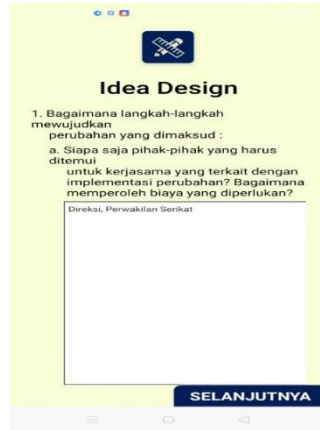 Idea Design
1. Bagaimana langkah-langkah
mewujudkan
perubahan yang dimaksud :
a. Siapa saja pihak-pihak yang harus
ditemui
untuk kerjasama yang terkait dengan
implementasi perubahan? Bagaimana
memperoleh biaya yang diperlukan?
Direksi, Perwakilan Serikat
SELANJUTNYA